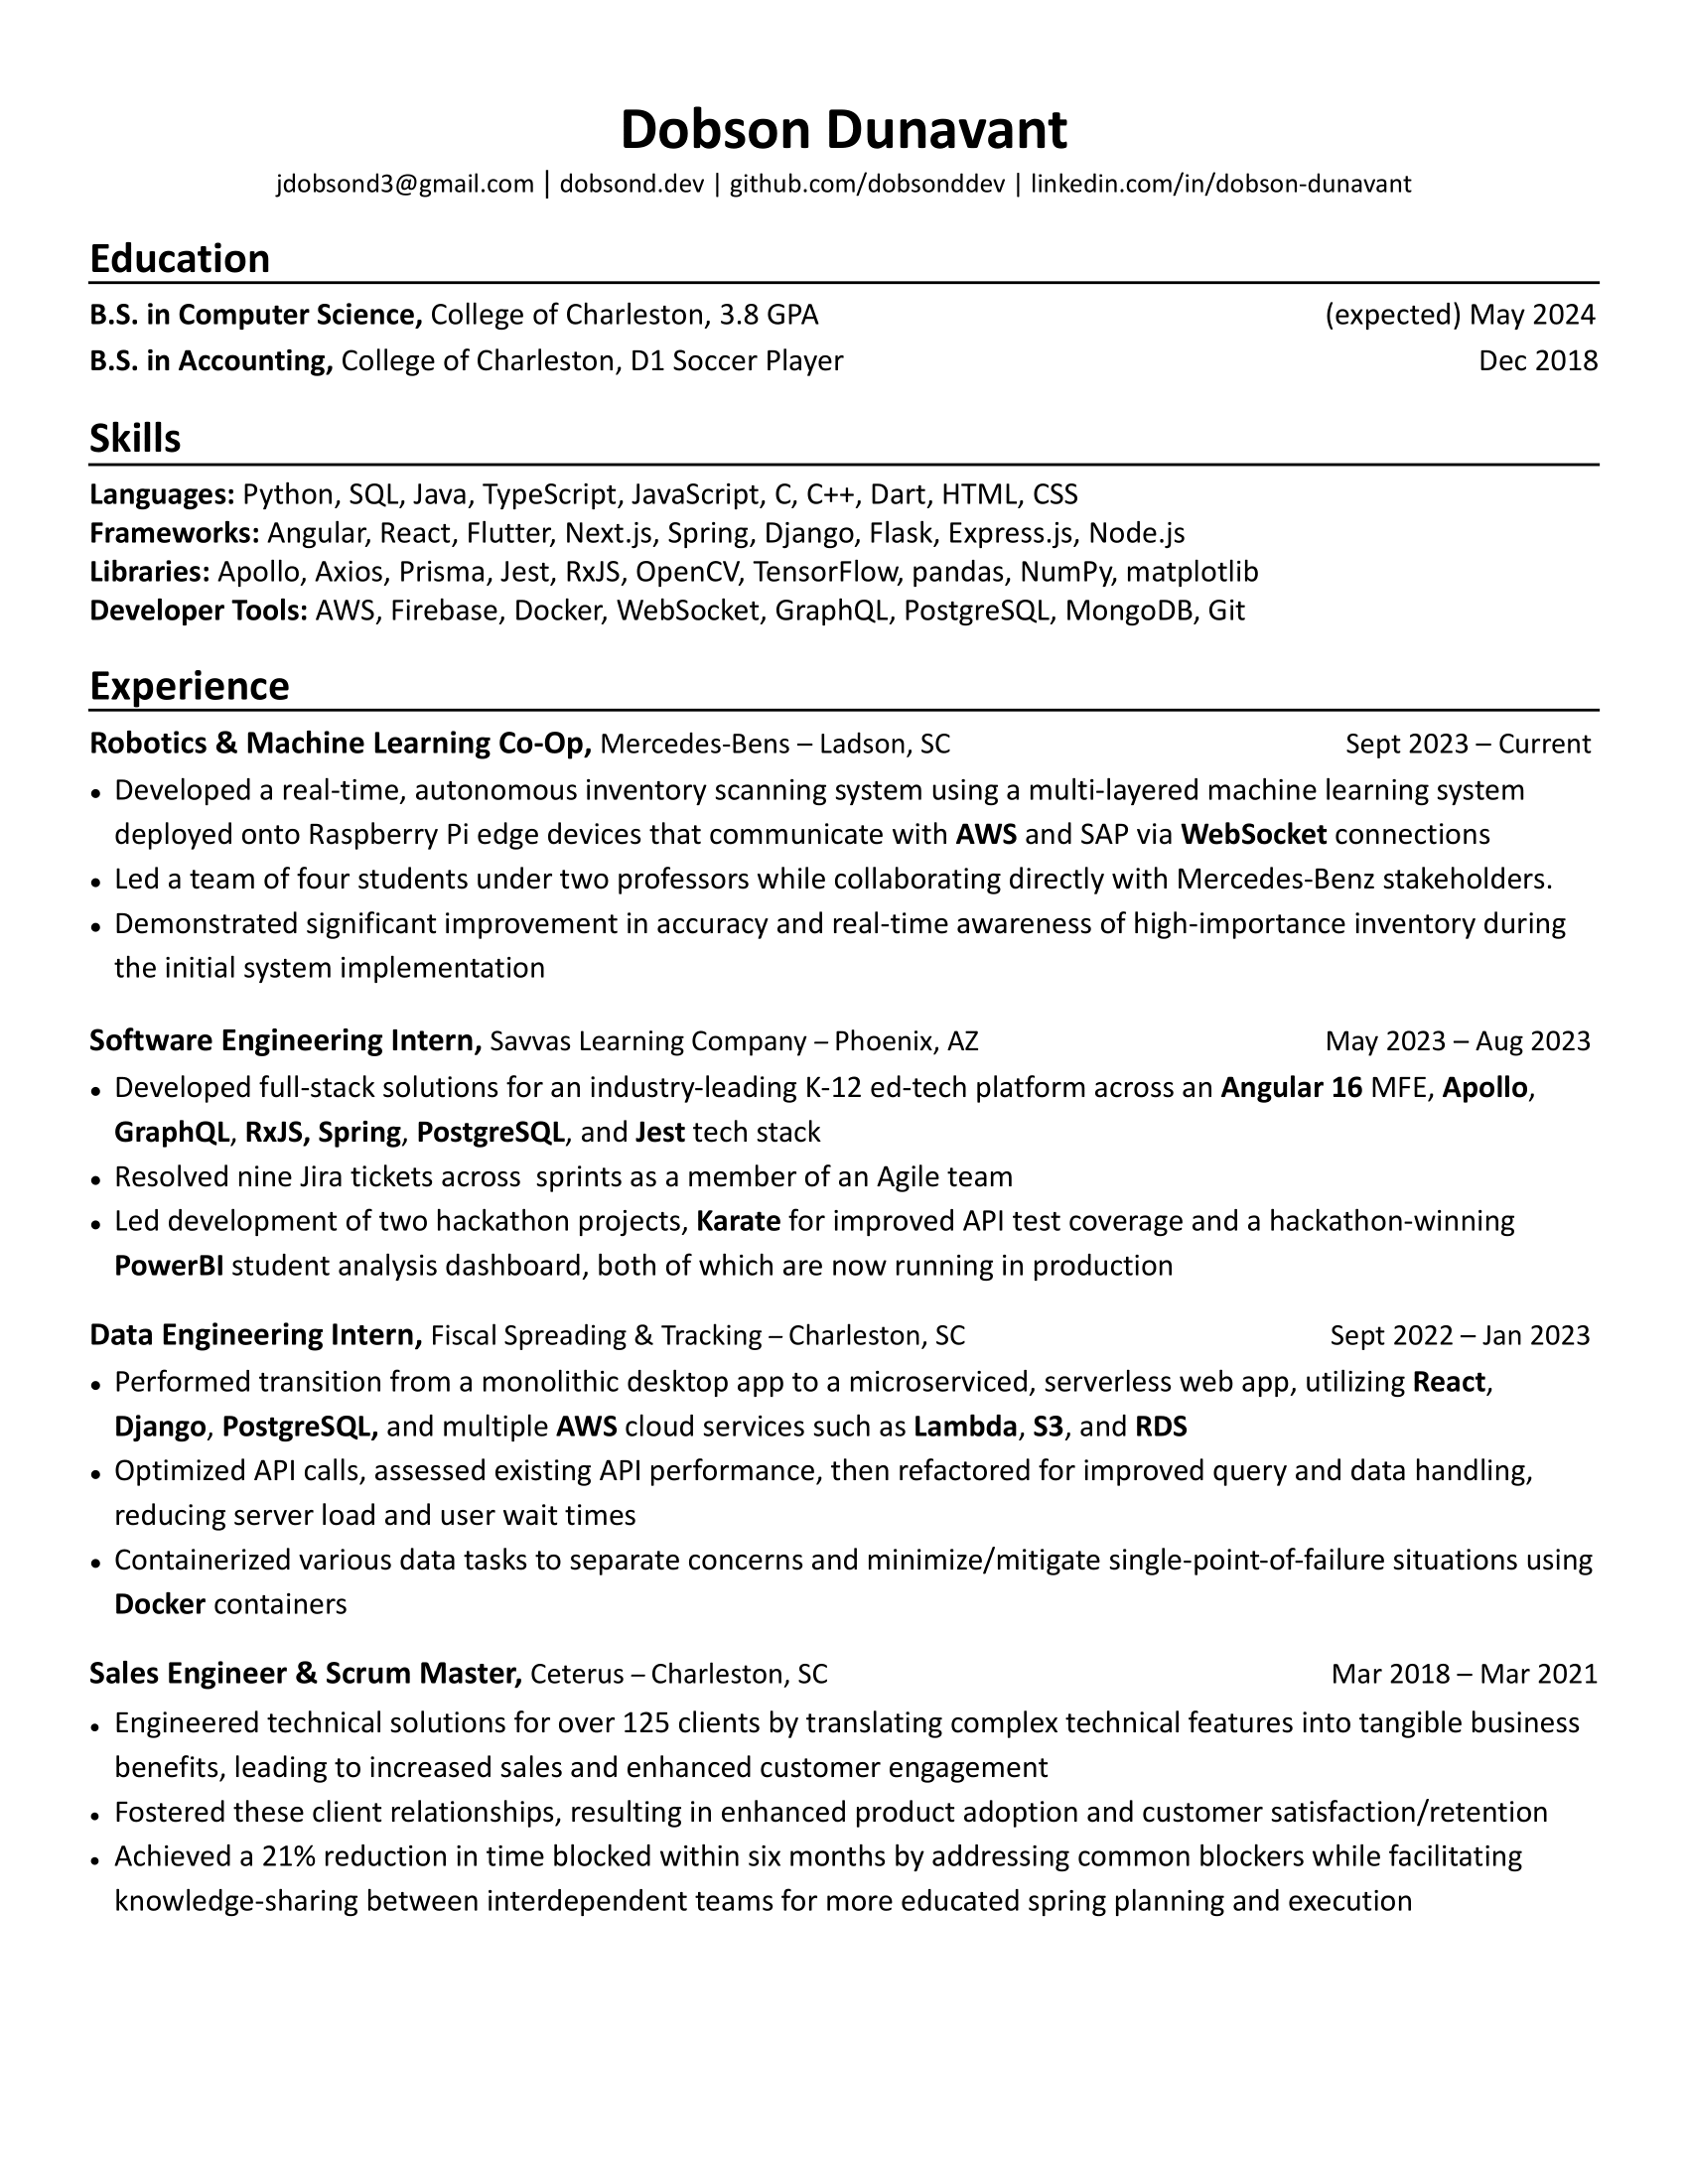 Dobson Dunavant
jdobsond3@gmail.com | dobsond.dev | github.com/dobsonddev | linkedin.com/in/dobson-dunavant
Education
B.S. in Computer Science, College of Charleston, 3.8 GPA (expected) May 2024
B.S. in Accounting, College of Charleston, D1 Soccer Player Dec 2018
Skills
Languages: Python, SQL, Java, TypeScript, JavaScript, C, C++, Dart, HTML, CSS
Frameworks: Angular, React, Flutter, Next.js, Spring, Django, Flask, Express.js, Node.js
Libraries: Apollo, Axios, Prisma, Jest, RxJS, OpenCV, TensorFlow, pandas, NumPy, matplotlib
Developer Tools: AWS, Firebase, Docker, WebSocket, GraphQL, PostgreSQL, MongoDB, Git
Experience
Robotics & Machine Learning Co-Op, Mercedes-Bens – Ladson, SC Sept 2023 – Current
• Developed a real-time, autonomous inventory scanning system using a multi-layered machine learning system
deployed onto Raspberry Pi edge devices that communicate with AWS and SAP via WebSocket connections
• Led a team of four students under two professors while collaborating directly with Mercedes-Benz stakeholders.
• Demonstrated significant improvement in accuracy and real-time awareness of high-importance inventory during
the initial system implementation
Software Engineering Intern, Savvas Learning Company – Phoenix, AZ May 2023 – Aug 2023
• Developed full-stack solutions for an industry-leading K-12 ed-tech platform across an Angular 16 MFE, Apollo,
GraphQL, RxJS, Spring, PostgreSQL, and Jest tech stack
• Resolved nine Jira tickets across  sprints as a member of an Agile team
• Led development of two hackathon projects, Karate for improved API test coverage and a hackathon-winning
PowerBI student analysis dashboard, both of which are now running in production
Data Engineering Intern, Fiscal Spreading & Tracking – Charleston, SC Sept 2022 – Jan 2023
• Performed transition from a monolithic desktop app to a microserviced, serverless web app, utilizing React,
Django, PostgreSQL, and multiple AWS cloud services such as Lambda, S3, and RDS
• Optimized API calls, assessed existing API performance, then refactored for improved query and data handling,
reducing server load and user wait times
• Containerized various data tasks to separate concerns and minimize/mitigate single-point-of-failure situations using
Docker containers
Sales Engineer & Scrum Master, Ceterus – Charleston, SC Mar 2018 – Mar 2021
• Engineered technical solutions for over 125 clients by translating complex technical features into tangible business
benefits, leading to increased sales and enhanced customer engagement
• Fostered these client relationships, resulting in enhanced product adoption and customer satisfaction/retention
• Achieved a 21% reduction in time blocked within six months by addressing common blockers while facilitating
knowledge-sharing between interdependent teams for more educated spring planning and execution